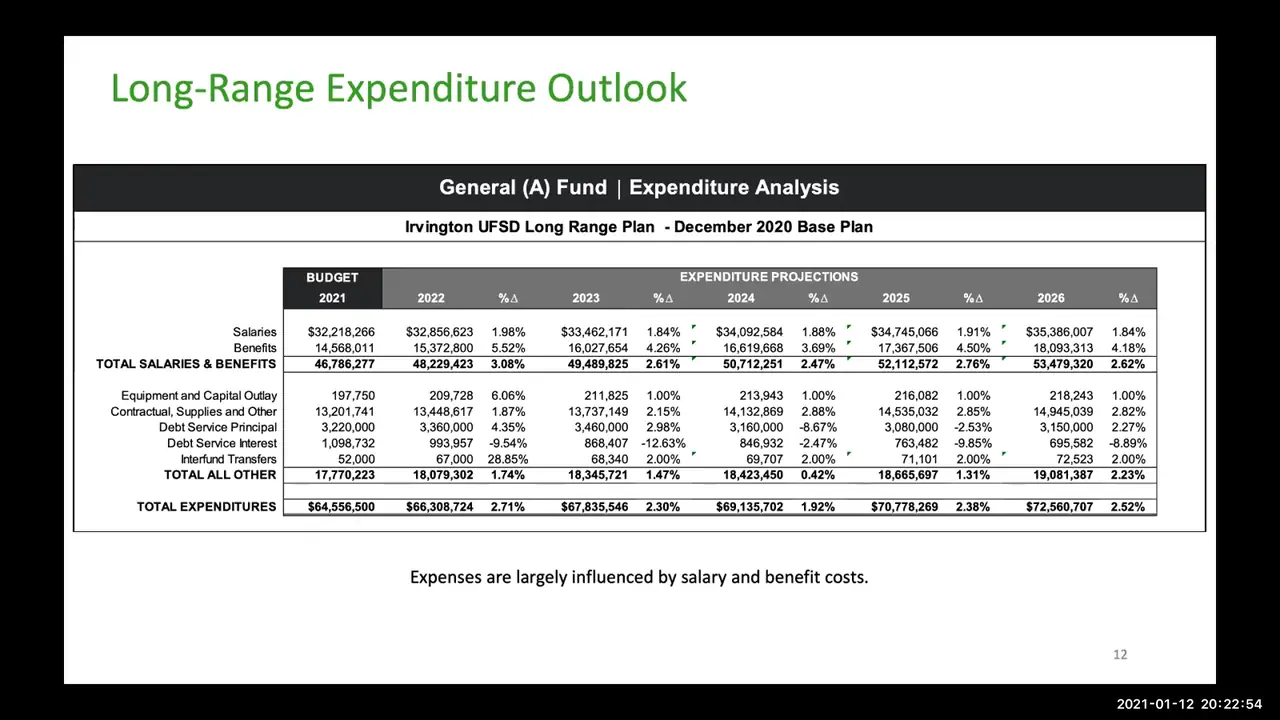 Long-Range Expenditure Outlook
General (A) Fund | Expenditure Analysis
Irvington UFSD Long Range Plan - December 2020 Base Plan
BUDGET EXPENDITURE PROJECTIONS
2021 2022 %Δ 2023 %Δ 2024 %Δ 2025 %Δ 2026 %Δ
Salaries $32,218,266 $32,856,623 1.98% $33,462,171 1.84% $34,092,584 1.88% $34,745,066 1.91% $35,386,007 1.84%
Benefits 14,568,011 15,372,800 5.52% 16,027,654 4.26% 16,619,668 3.69% 17,367,506 4.50% 18,093,313 4.18%
TOTAL SALARIES & BENEFITS 46,786,277 48,229,423 3.08% 49,489,825 2.61% 50,712,251 2.47% 52,112,572 2.76% 53,479,320 2.62%
Equipment and Capital Outlay 197,750 209,728 6.06% 211,825 1.00% 213,943 1.00% 216,082 1.00% 218,243 1.00%
Contractual, Supplies and Other 13,201,741 13,448,617 1.87% 13,737,149 2.15% 14,132,869 2.88% 14,535,032 2.85% 14,945,039 2.82%
Debt Service Principal 3,220,000 3,360,000 4.35% 3,460,000 2.98% 3,160,000 -8.67% 3,080,000 -2.53% 3,150,000 2.27%
Debt Service Interest 1,098,732 993,957 -9.54% 868,407 -12.63% 846,932 -2.47% 763,482 -9.85% 695,582 -8.89%
Interfund Transfers 52,000 67,000 28.85% 68,340 2.00% 69,707 2.00% 71,101 2.00% 72,523 2.00%
TOTAL ALL OTHER 17,770,223 18,079,302 1.74% 18,345,721 1.47% 18,423,450 0.42% 18,665,697 1.31% 19,081,387 2.23%
TOTAL EXPENDITURES $64,556,500 $66,308,724 2.71% $67,835,546 2.30% $69,135,702 1.92% $70,778,269 2.38% $72,560,707 2.52%
Expenses are largely influenced by salary and benefit costs.
12
2021-01-12 20:22:54